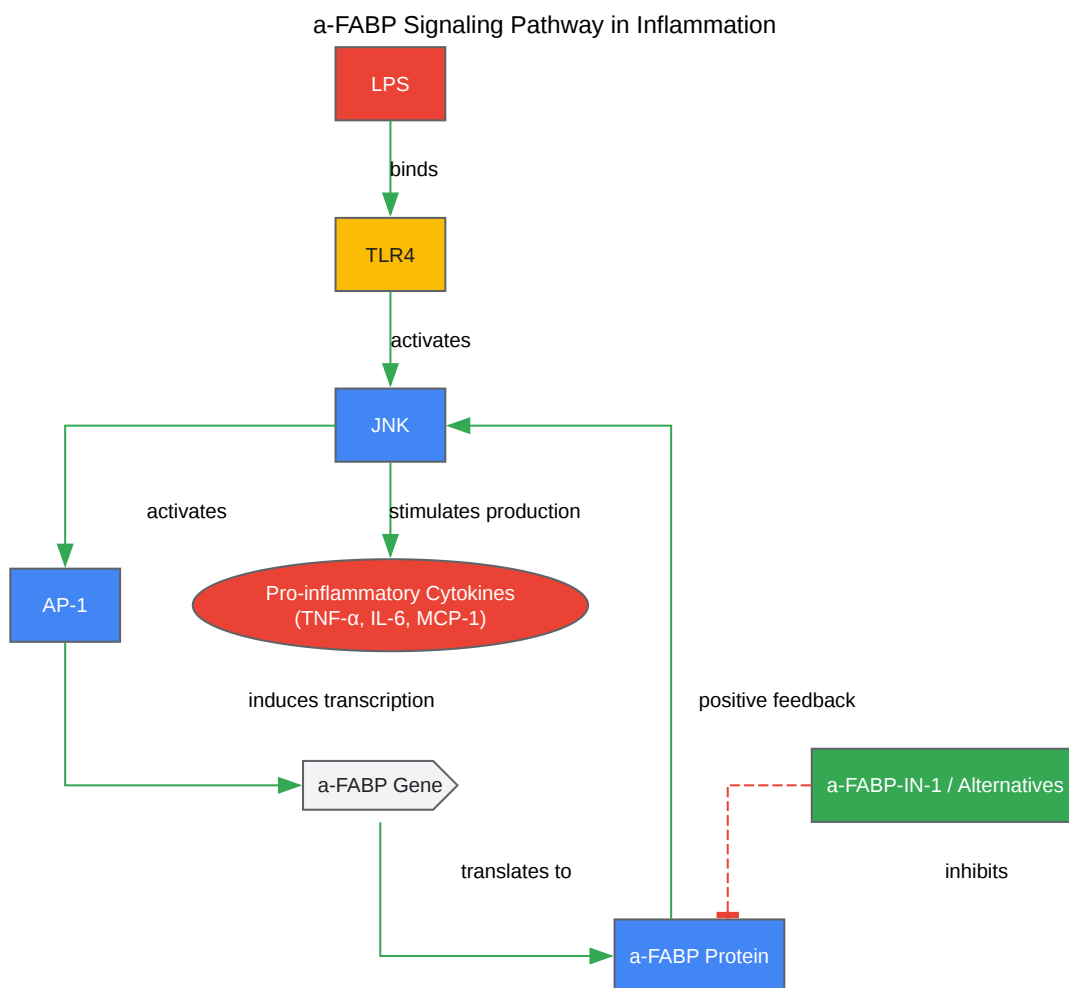 a-FABP Signaling Pathway in Inflammation
LPS
binds
TLR4
activates
JNK
activates
stimulates production
AP-1
Pro-inflammatory Cytokines
(TNF-α, IL-6, MCP-1)
induces transcription
positive feedback
a-FABP Gene
a-FABP-IN-1 / Alternatives
translates to
inhibits
a-FABP Protein